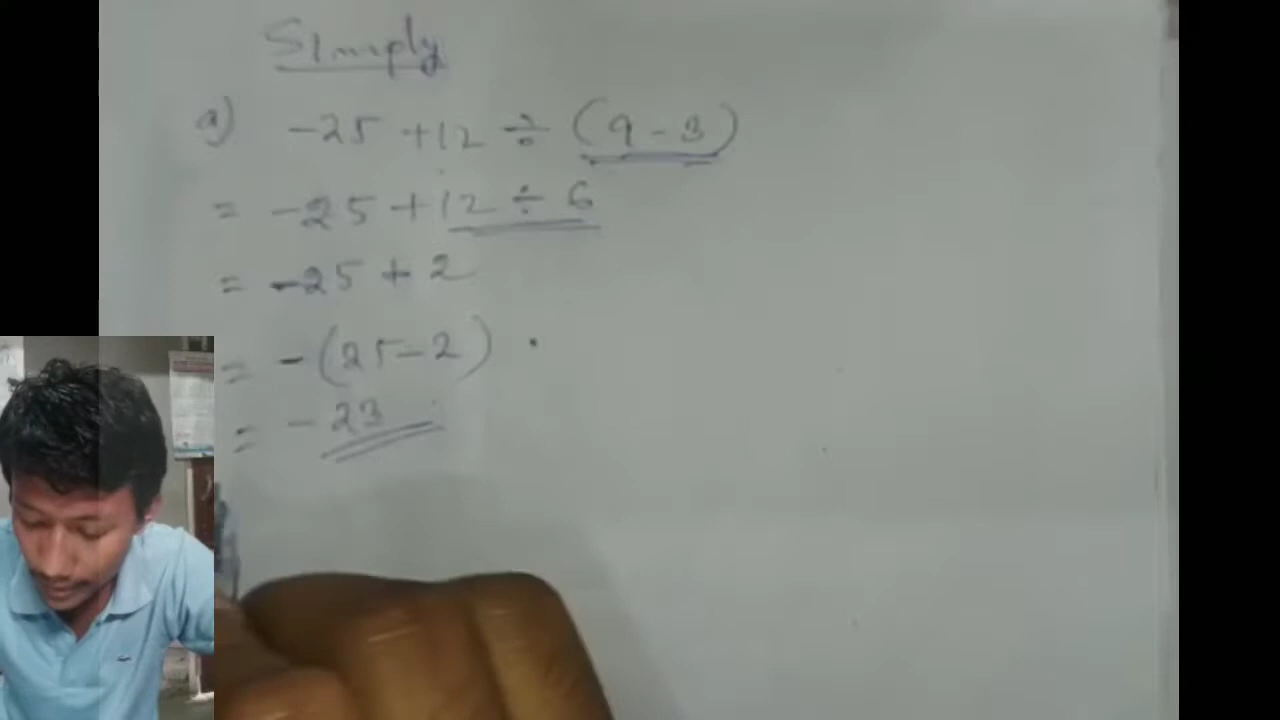 Simply
a) -25 +12 ÷ (9 - 3)
= -25 + 12 ÷ 6
= -25 + 2
= -(25-2)
= -23